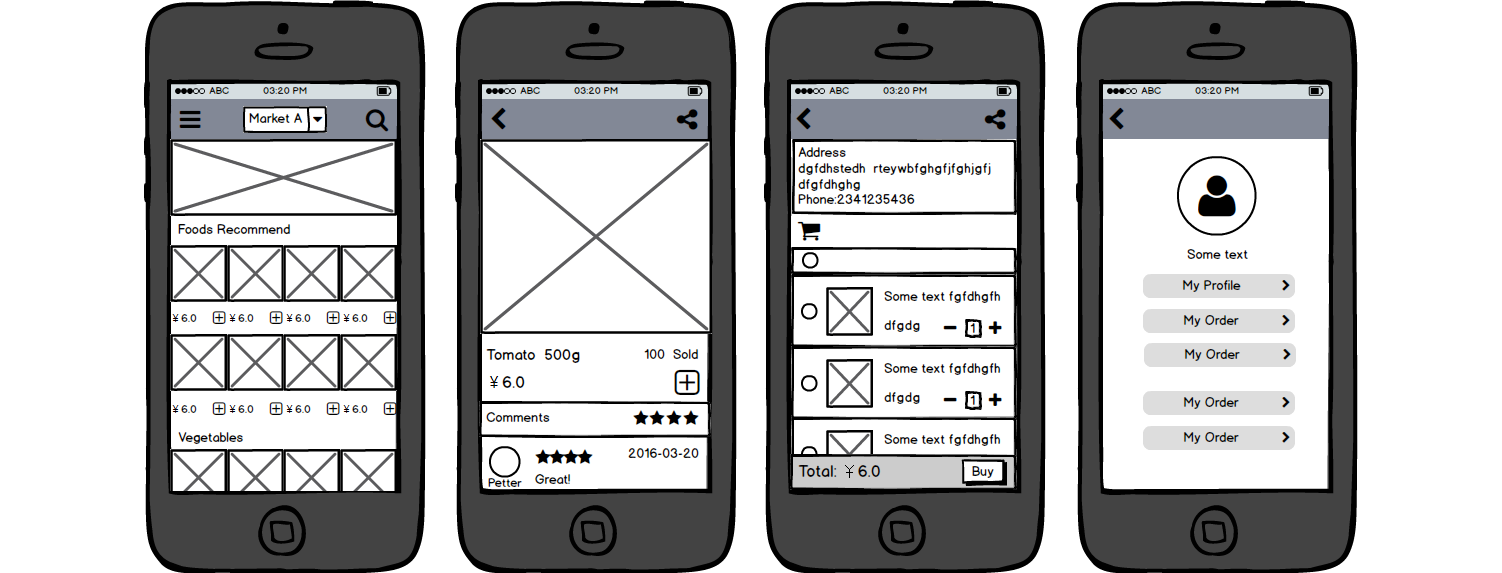 ABC 03:20 PM
Market A
Foods Recommend
¥ 6.0 ¥ 6.0 ¥ 6.0 ¥ 6.0
¥ 6.0 ¥ 6.0 ¥ 6.0 ¥ 6.0
Vegetables
ABC 03:20 PM
Tomato 500g 100 Sold
¥ 6.0
Comments
2016-03-20
Petter Great!
ABC 03:20 PM
Address
dgfdhstedh rteywbfghgfjfghjgfj
dfgfdhghg
Phone:2341235436
Some text fgfdhgfh
dfgdg 1
Some text fgfdhgfh
dfgdg 1
Some text fgfdhgfh
Total: ¥ 6.0 Buy
ABC 03:20 PM
Some text
My Profile
My Order
My Order
My Order
My Order